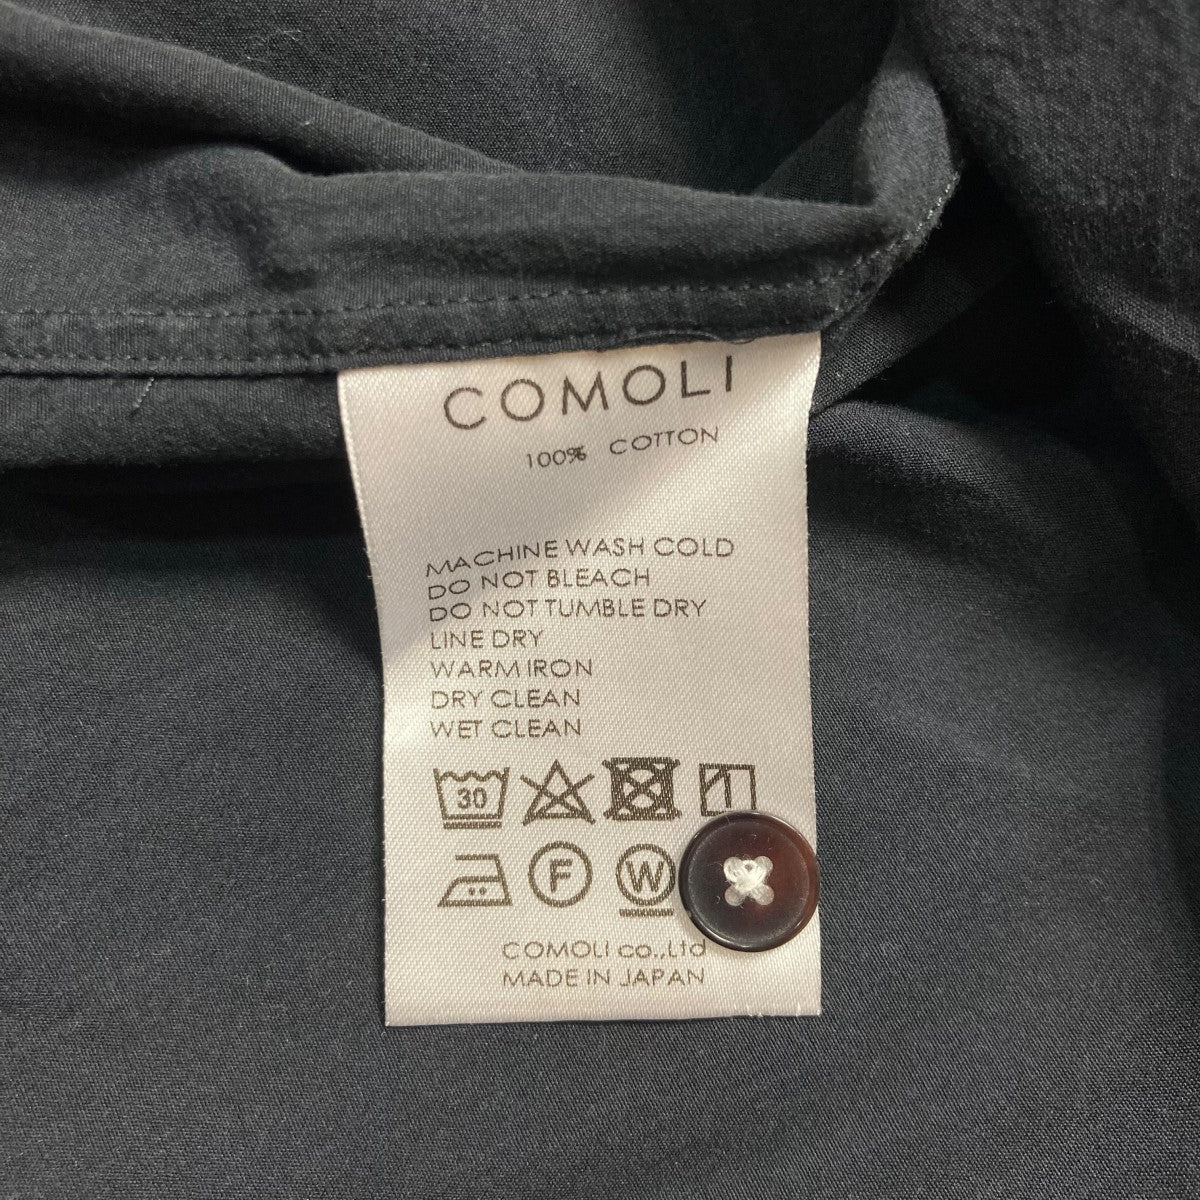 COMOLI
100% COTTON
MACHINE WASH COLD
DO NOT BLEACH
DO NOT TUMBLE DRY
LINE DRY
WARM IRON
DRY CLEAN
WET CLEAN
30
F W
COMOLI co.,Ltd
MADE IN JAPAN